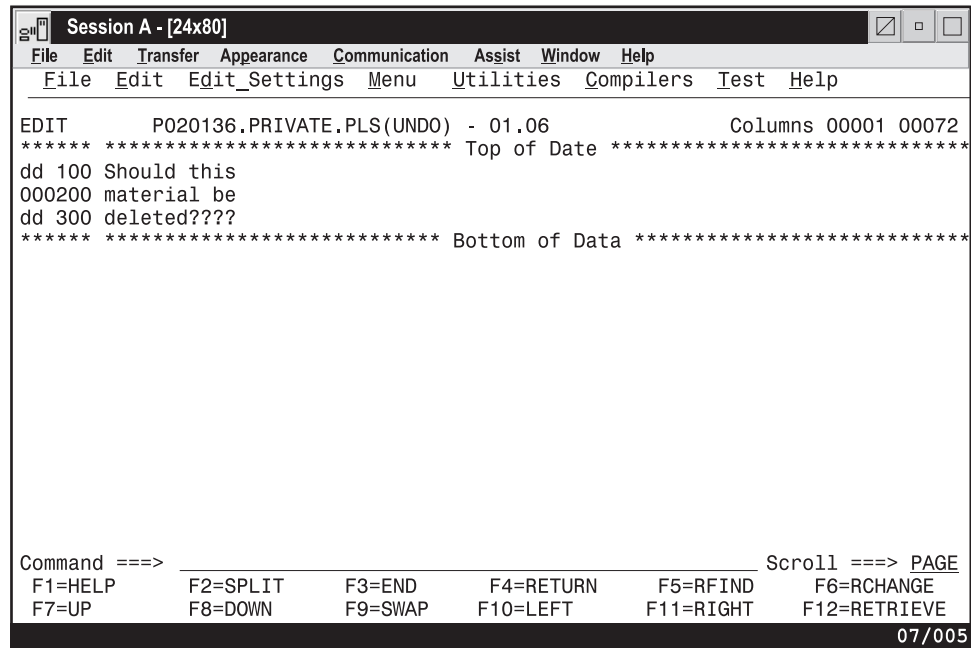 Session A - [24x80]
File Edit Transfer Appearance Communication Assist Window Help
File Edit Edit_Settings Menu Utilities Compilers Test Help
EDIT P020136.PRIVATE.PLS(UNDO) - 01.06 Columns 00001 00072
****** **************************** Top of Date ******************************
dd 100 Should this
000200 material be
dd 300 deleted????
****** *************************** Bottom of Data ****************************
Command ===> Scroll ===> PAGE
F1=HELP F2=SPLIT F3=END F4=RETURN F5=RFIND F6=RCHANGE
F7=UP F8=DOWN F9=SWAP F10=LEFT F11=RIGHT F12=RETRIEVE
07/005